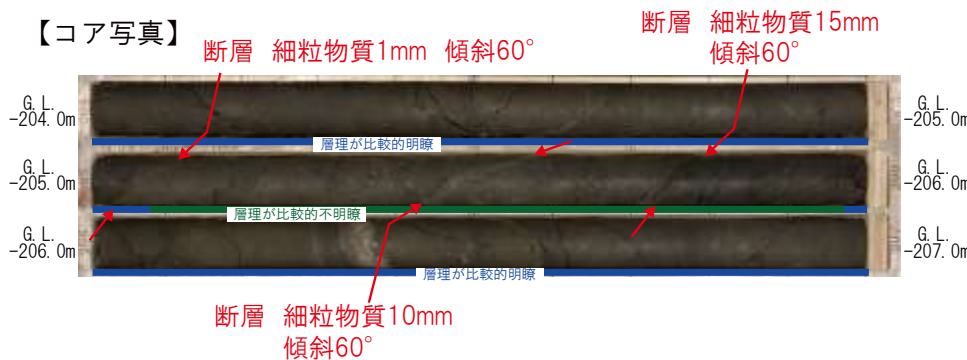 【コア写真】
断層 細粒物質1mm 傾斜60°
断層 細粒物質15mm
傾斜60°
G.L.
-204.0m
G.L.
-205.0m
層理が比較的明瞭
G.L.
-205.0m
G.L.
-206.0m
層理が比較的不明瞭
G.L.
-206.0m
G.L.
-207.0m
層理が比較的明瞭
断層 細粒物質10mm
傾斜60°